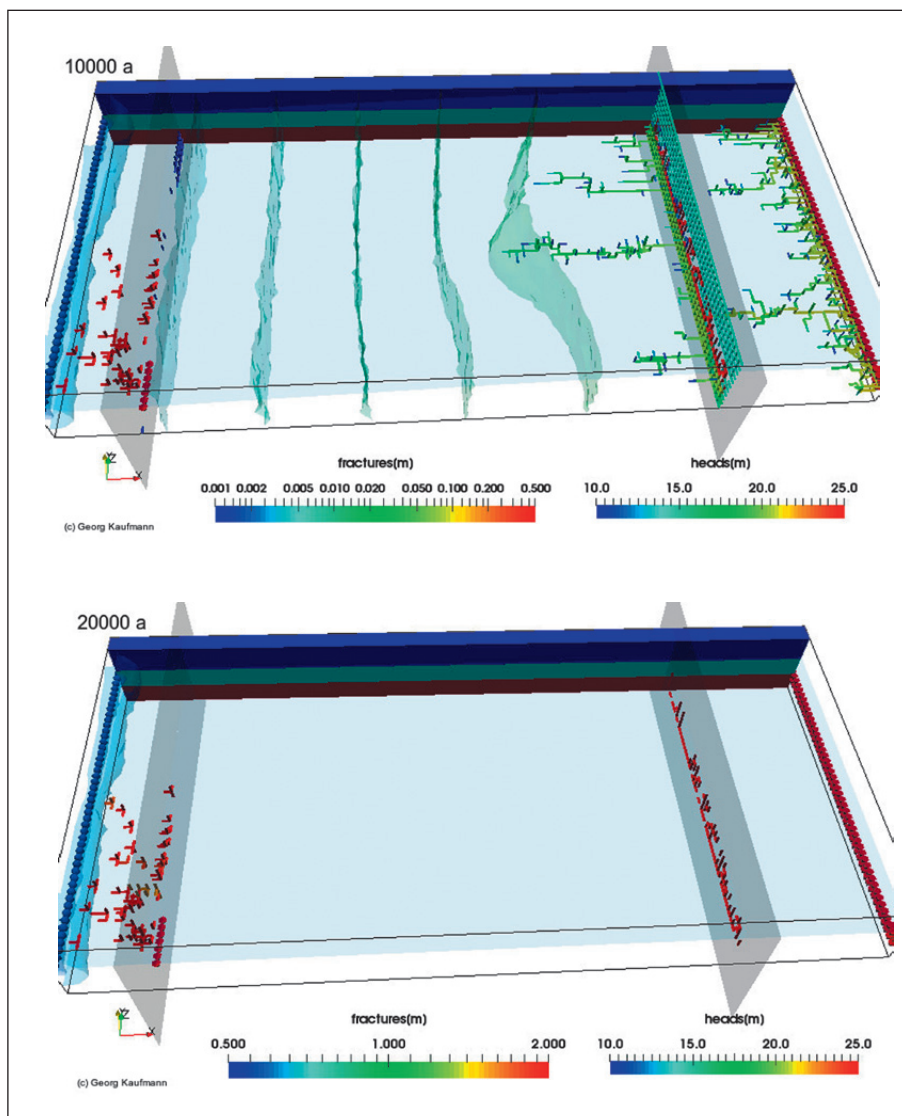 10000 a
Y
Z
X
fractures(m)
heads(m)
0.001 0.002 0.005 0.010 0.020 0.050 0.100 0.200 0.500
10.0 15.0 20.0 25.0
(c) Georg Kaufmann
20000 a
Y
Z
X
fractures(m)
heads(m)
0.500 1.000 2.000
10.0 15.0 20.0 25.0
(c) Georg Kaufmann